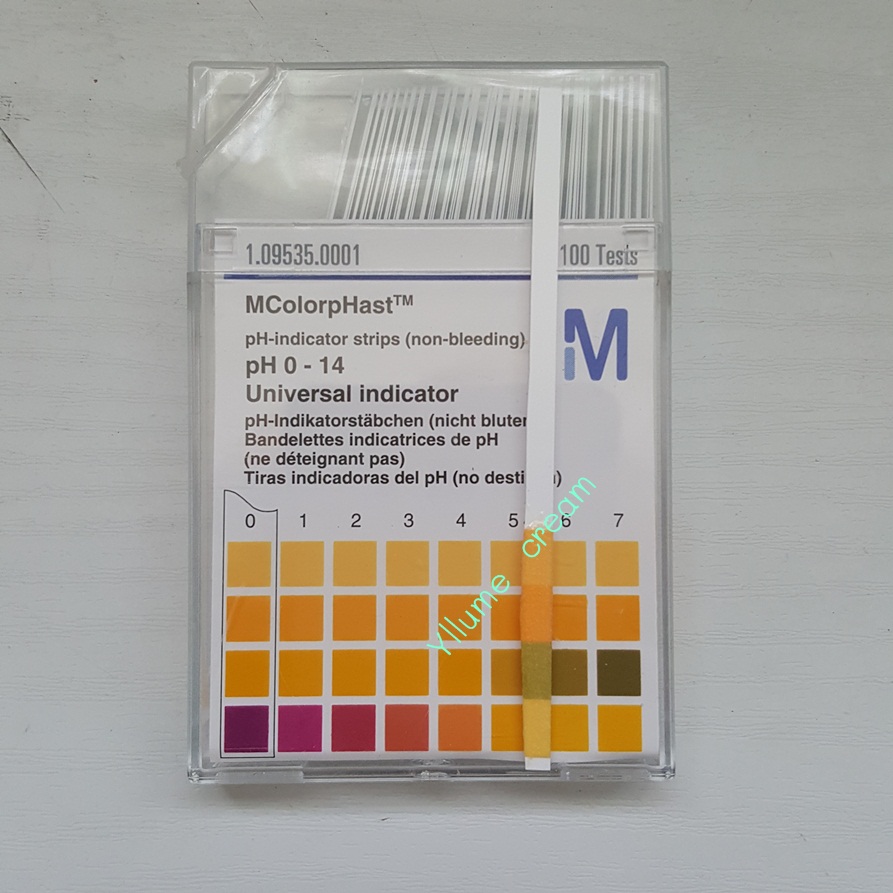 1.09535.0001 100 Tests
MColorpHast™
pH-indicator strips (non-bleeding)
M
pH 0 - 14
Universal indicator
pH-Indikatorstäbchen (nicht
Bandelettes indicatrices de pH
(ne déteignant pas)
Tiras indicadoras del pH (no
0 1 2 3 4 5 6 7
Yllume cream